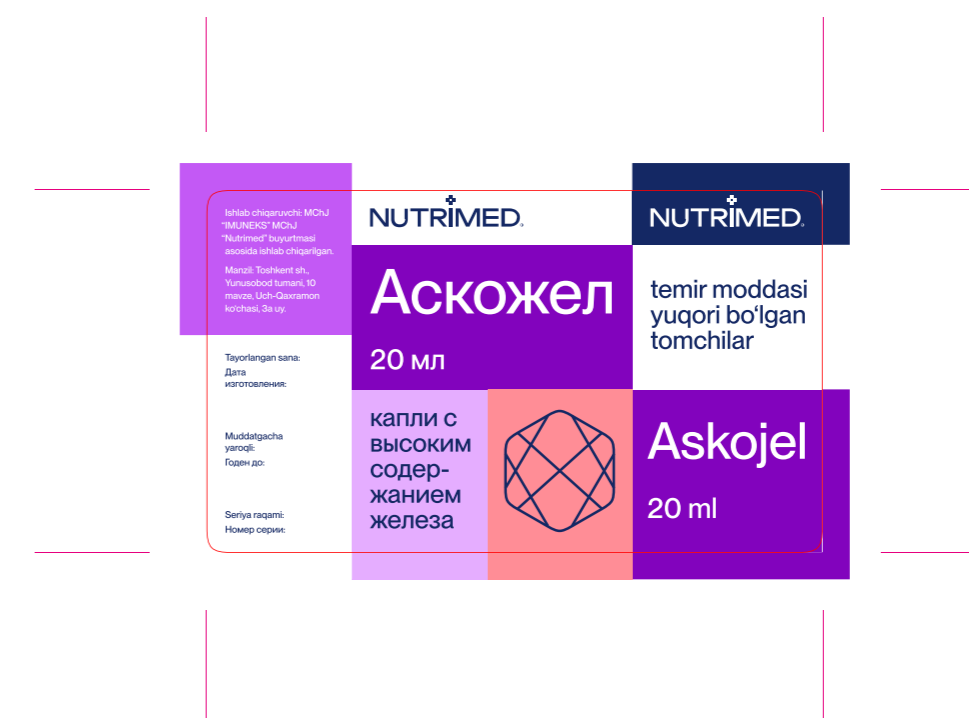 Ishlab chiqaruvchi: MChJ
“IMUNEKS” MChJ
“Nutrimed” buyurtmasi
asosida ishlab chiqarilgan.
Manzil: Toshkent sh.,
Yunusobod tumani, 10
mavze, Uch-Qaxramon
ko‘chasi, 3a uy.
Tayorlangan sana:
Дата
изготовления:
Muddatgacha
yaroqli:
Годен до:
Seriya raqami:
Номер серии:
NUTRIMED
Аскожел
20 мл
капли с
высоким
содер-
жанием
железа
NUTRIMED
temir moddasi
yuqori bo‘lgan
tomchilar
Askojel
20 ml